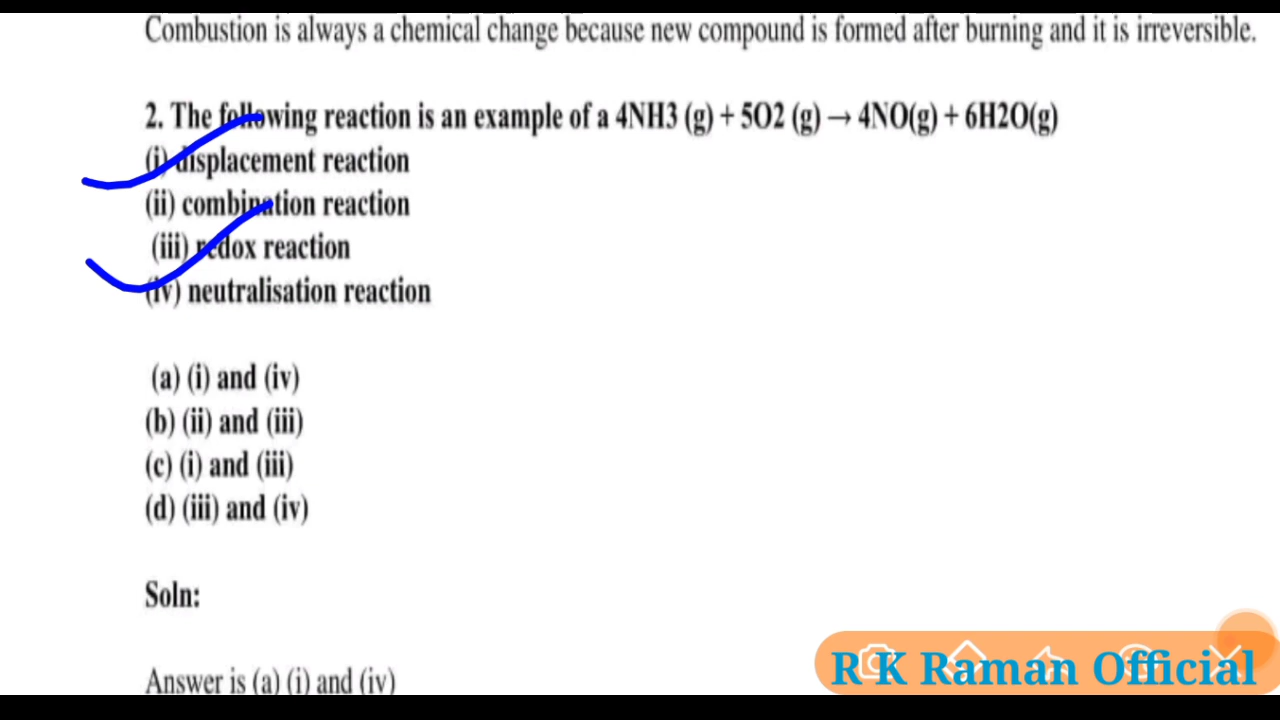 Combustion is always a chemical change because new compound is formed after burning and it is irreversible.
2. The following reaction is an example of a 4NH3 (g) + 5O2 (g) → 4NO(g) + 6H2O(g)
(i) displacement reaction
(ii) combination reaction
(iii) redox reaction
(iv) neutralisation reaction
(a) (i) and (iv)
(b) (ii) and (iii)
(c) (i) and (iii)
(d) (iii) and (iv)
Soln:
Answer is (a) (i) and (iv)
R K Raman Official